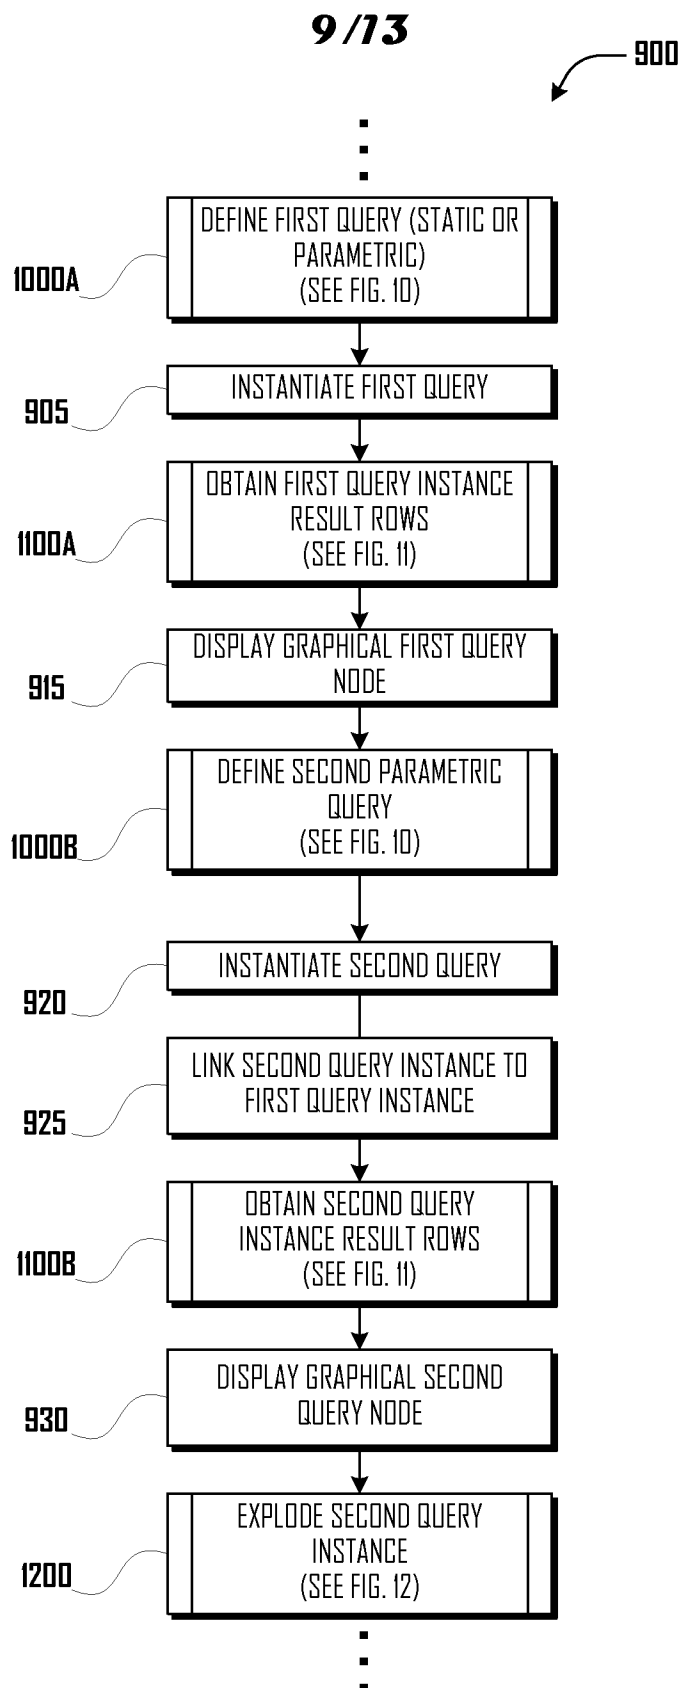 9/13
900
DEFINE FIRST QUERY (STATIC OR
PARAMETRIC)
(SEE FIG. 10)
1000A
INSTANTIATE FIRST QUERY
905
OBTAIN FIRST QUERY INSTANCE
RESULT ROWS
(SEE FIG. 11)
1100A
DISPLAY GRAPHICAL FIRST QUERY
NODE
915
DEFINE SECOND PARAMETRIC
QUERY
(SEE FIG. 10)
1000B
INSTANTIATE SECOND QUERY
920
LINK SECOND QUERY INSTANCE TO
FIRST QUERY INSTANCE
925
OBTAIN SECOND QUERY
INSTANCE RESULT ROWS
(SEE FIG. 11)
1100B
DISPLAY GRAPHICAL SECOND
QUERY NODE
930
EXPLODE SECOND QUERY
INSTANCE
(SEE FIG. 12)
1200